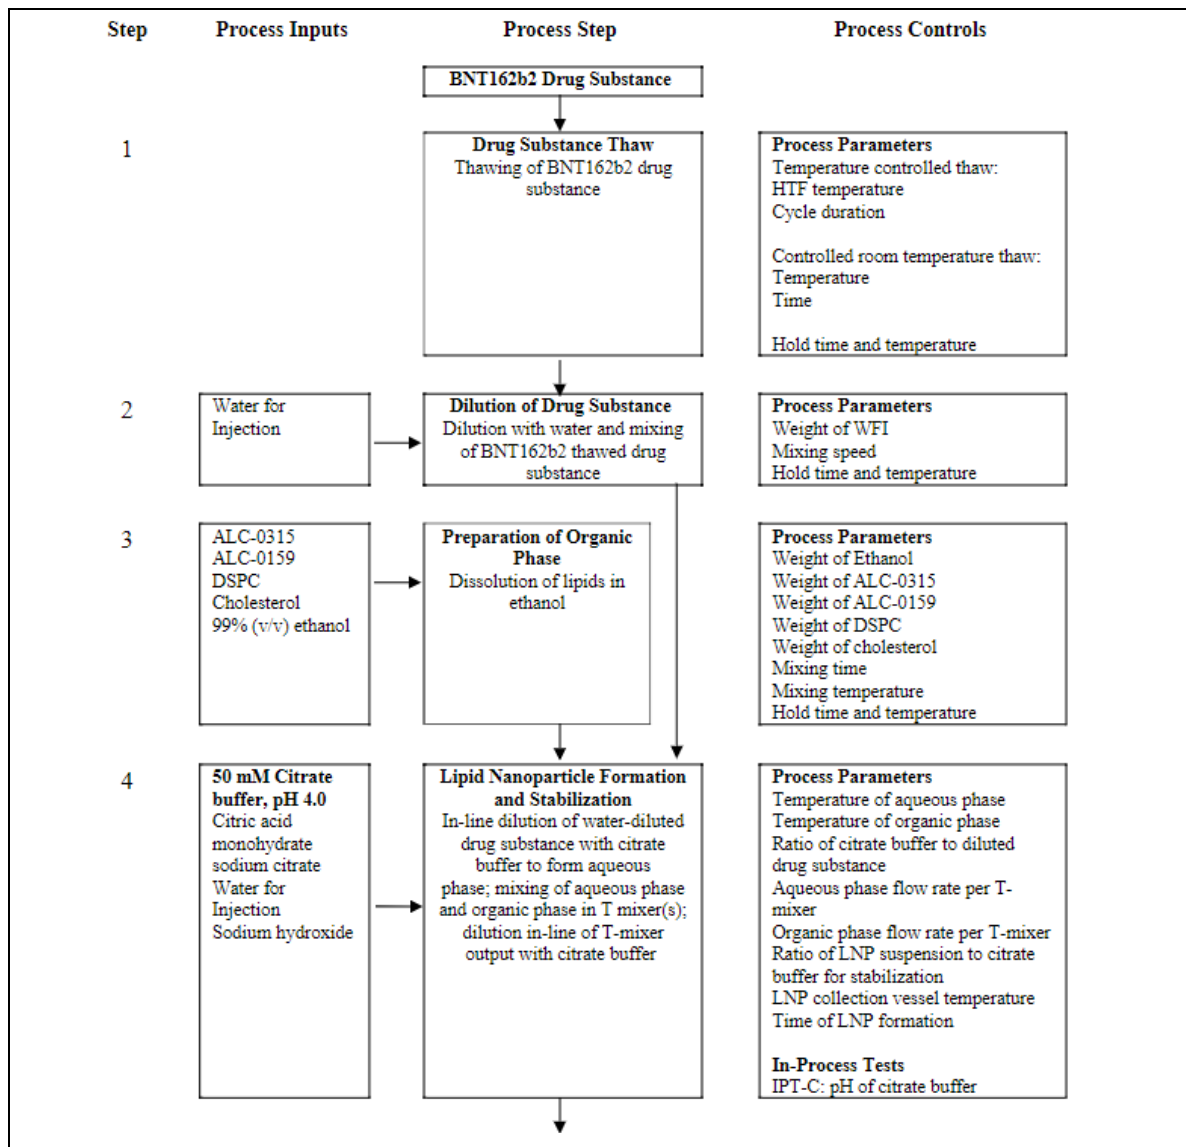 Step Process Inputs Process Step Process Controls
BNT162b2 Drug Substance
1
Drug Substance Thaw
Thawing of BNT162b2 drug
substance
Process Parameters
Temperature controlled thaw:
HTF temperature
Cycle duration
Controlled room temperature thaw:
Temperature
Time
Hold time and temperature
2
Water for
Injection
Dilution of Drug Substance
Dilution with water and mixing
of BNT162b2 thawed drug
substance
Process Parameters
Weight of WFI
Mixing speed
Hold time and temperature
3
ALC-0315
ALC-0159
DSPC
Cholesterol
99% (v/v) ethanol
Preparation of Organic
Phase
Dissolution of lipids in
ethanol
Process Parameters
Weight of Ethanol
Weight of ALC-0315
Weight of ALC-0159
Weight of DSPC
Weight of cholesterol
Mixing time
Mixing temperature
Hold time and temperature
4
50 mM Citrate
buffer, pH 4.0
Citric acid
monohydrate
sodium citrate
Water for
Injection
Sodium hydroxide
Lipid Nanoparticle Formation
and Stabilization
In-line dilution of water-diluted
drug substance with citrate
buffer to form aqueous
phase; mixing of aqueous phase
and organic phase in T mixer(s);
dilution in-line of T-mixer
output with citrate buffer
Process Parameters
Temperature of aqueous phase
Temperature of organic phase
Ratio of citrate buffer to diluted
drug substance
Aqueous phase flow rate per T-
mixer
Organic phase flow rate per T-mixer
Ratio of LNP suspension to citrate
buffer for stabilization
LNP collection vessel temperature
Time of LNP formation
In-Process Tests
IPT-C: pH of citrate buffer